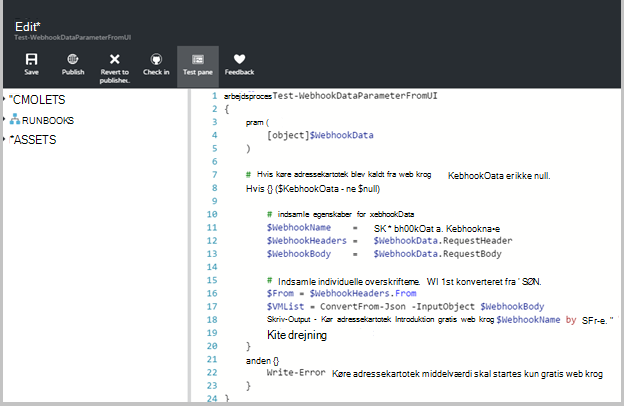 Edit*
Test-WebhookDataParameterFromUI
Save
Publish
Revert to publishe..
Check in
Test pane
Feedback
"CMOLETS
RUNBOOKS
*ASSETS
1 arbejdsproces Test-WebhookDataParameterFromUI
2 {
3 pram (
4 [object]$WebhookData
5 )
6
7 # Hvis køre adressekartotek blev kaldt fra web krog KebhookOata erikke null.
8 Hvis {} ($KebhookOata - ne $null)
9
10 # indsamle egenskaber for xebhookData
11 $WebhookName = SK * bh00kOat a. Kebhookna•e
12 $WebhookHeaders = $WebhookData.RequestHeader
13 $WebhookBody = $WebhookData.RequestBody
14
15 # Indsamle individuelle overskrifterne. WI 1st konverteret fra "SØN.
16 $From = $WebhookHeaders.From
17 $VMList = ConvertFrom-Json -InputObject $WebhookBody
18 Skriv-Output - Kør adressekartotek Introduktion gratis web krog $WebhookName by SFr-e. "
19 Kite drejning
20 }
21 anden {}
22 Write-Error Køre adressekartotek middelværdi skal startes kun gratis web krog
23 }
24 }